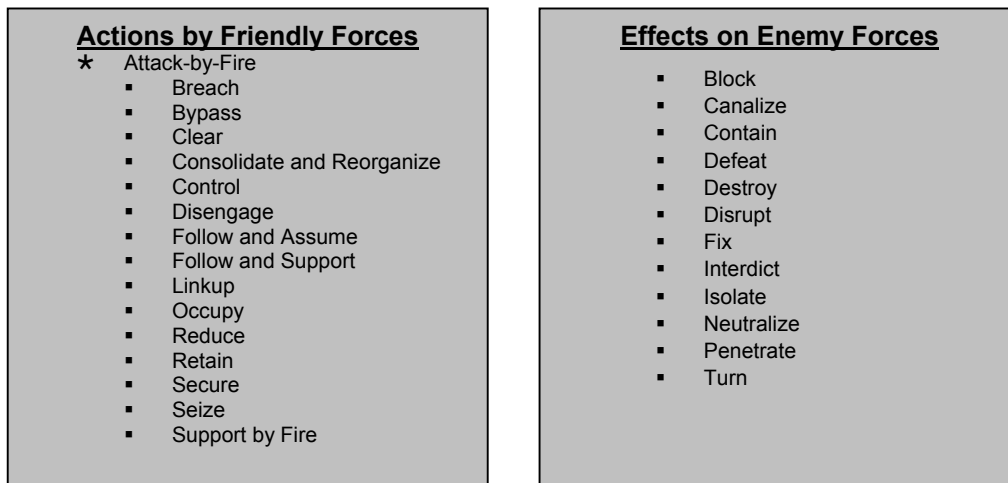 Actions by Friendly Forces
* Attack-by-Fire
▪ Breach
▪ Bypass
▪ Clear
▪ Consolidate and Reorganize
▪ Control
▪ Disengage
▪ Follow and Assume
▪ Follow and Support
▪ Linkup
▪ Occupy
▪ Reduce
▪ Retain
▪ Secure
▪ Seize
▪ Support by Fire
Effects on Enemy Forces
▪ Block
▪ Canalize
▪ Contain
▪ Defeat
▪ Destroy
▪ Disrupt
▪ Fix
▪ Interdict
▪ Isolate
▪ Neutralize
▪ Penetrate
▪ Turn